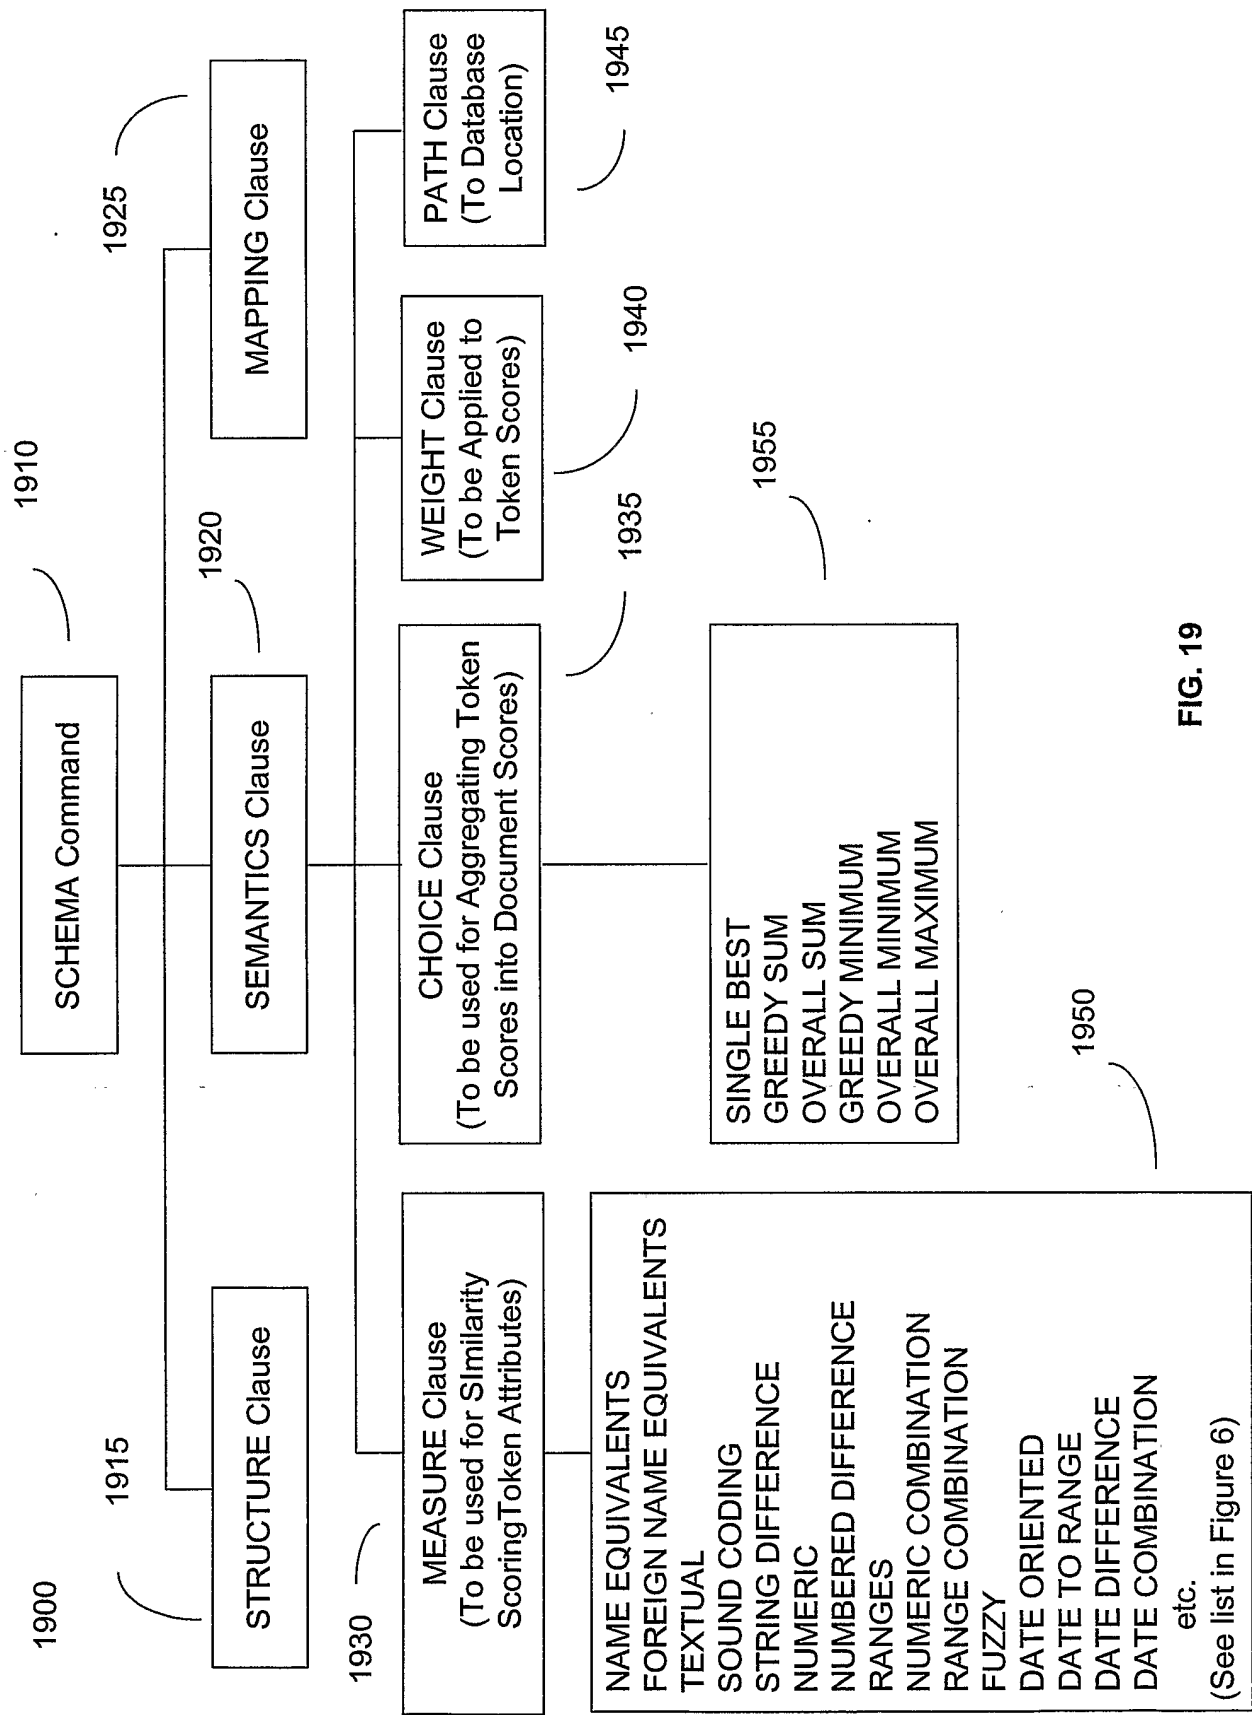 1900
1910
SCHEMA Command
1915
STRUCTURE Clause
1920
SEMANTICS Clause
1925
MAPPING Clause
1930
MEASURE Clause
(To be used for SImilarity
ScoringToken Attributes)
CHOICE Clause
(To be used for Aggregating Token
Scores into Document Scores)
1935
WEIGHT Clause
(To be Applied to
Token Scores)
1940
PATH Clause
(To Database
Location)
1945
NAME EQUIVALENTS
FOREIGN NAME EQUIVALENTS
TEXTUAL
SOUND CODING
STRING DIFFERENCE
NUMERIC
NUMBERED DIFFERENCE
RANGES
NUMERIC COMBINATION
RANGE COMBINATION
FUZZY
DATE ORIENTED
DATE TO RANGE
DATE DIFFERENCE
DATE COMBINATION
etc.
(See list in Figure 6)
1950
SINGLE BEST
GREEDY SUM
OVERALL SUM
GREEDY MINIMUM
OVERALL MINIMUM
OVERALL MAXIMUM
1955
FIG. 19